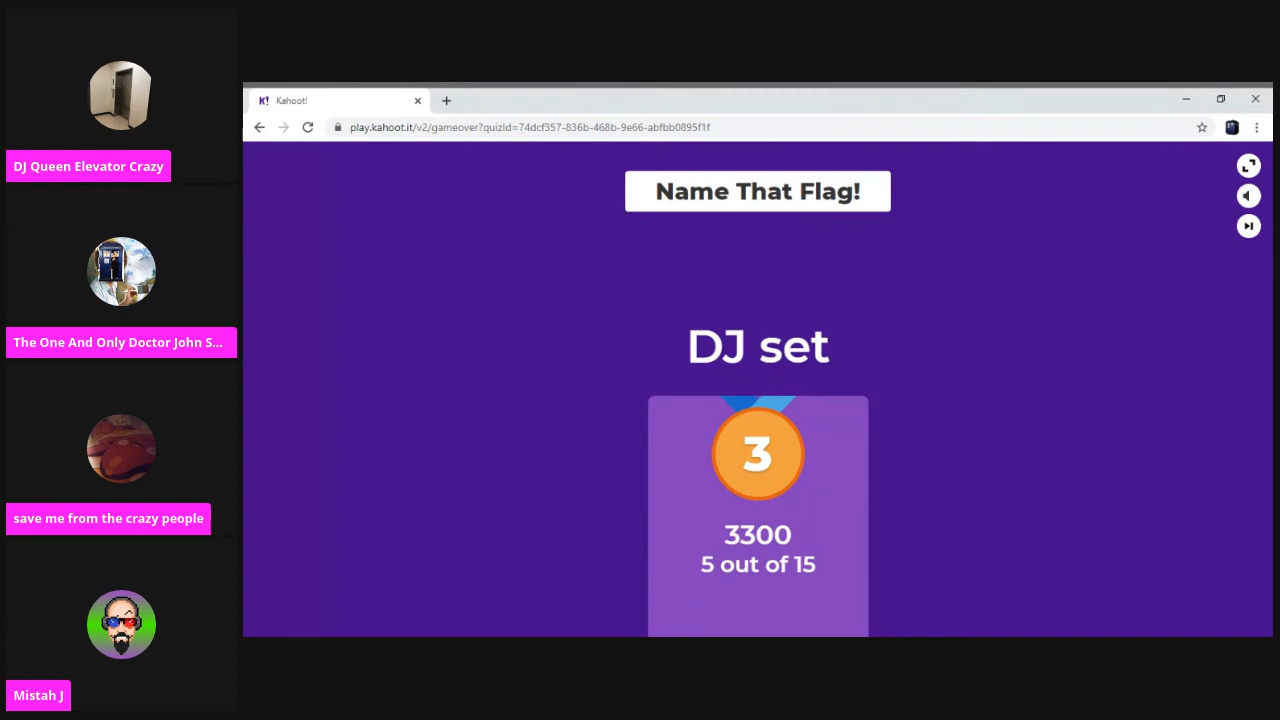 DJ Queen Elevator Crazy
The One And Only Doctor John S...
save me from the crazy people
Mistah J
K! Kahoot!
play.kahoot.it/v2/gameover?quizId=74dcf357-836b-468b-9e66-abfbb0895f1f
Name That Flag!
DJ set
3
3300
5 out of 15